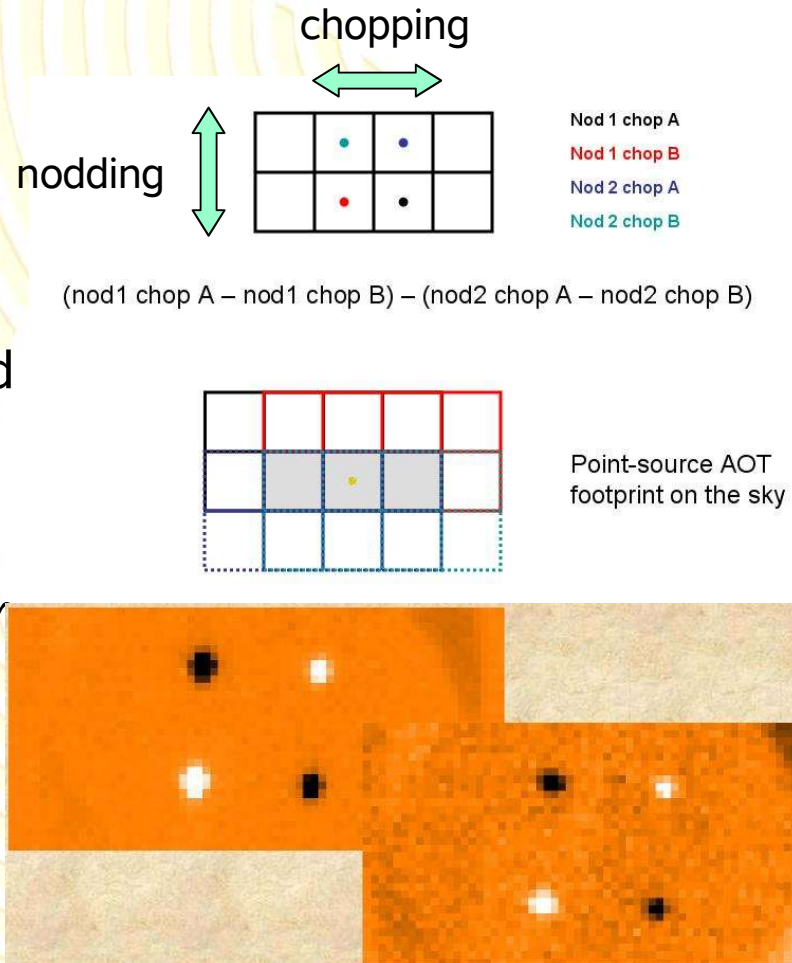 chopping
nodding
Nod 1 chop A
Nod 1 chop B
Nod 2 chop A
Nod 2 chop B
(nod1 chop A – nod1 chop B) – (nod2 chop A – nod2 chop B)
d
Point-source AOT
footprint on the sky